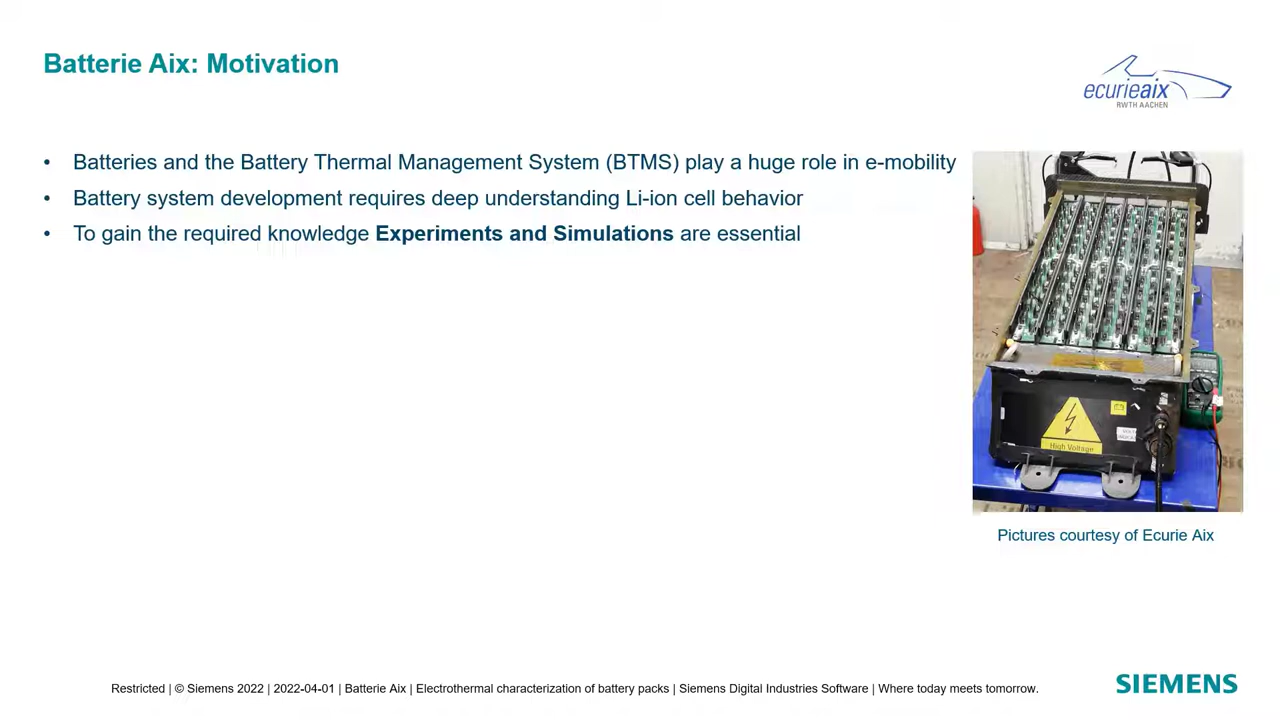 Batterie Aix: Motivation
ecurieaix
RWTH AACHEN
• Batteries and the Battery Thermal Management System (BTMS) play a huge role in e-mobility
• Battery system development requires deep understanding Li-ion cell behavior
• To gain the required knowledge Experiments and Simulations are essential
High Voltage
Pictures courtesy of Ecurie Aix
Restricted | © Siemens 2022 | 2022-04-01 | Batterie Aix | Electrothermal characterization of battery packs | Siemens Digital Industries Software | Where today meets tomorrow.
SIEMENS